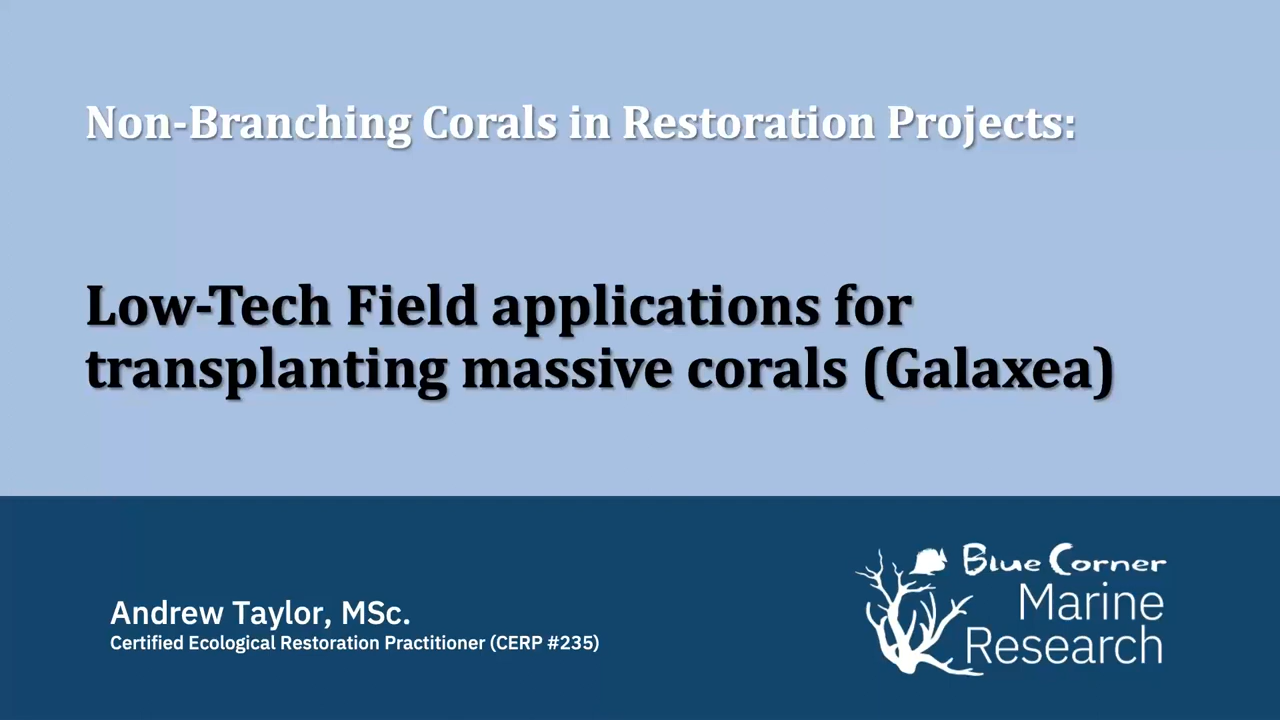 Non-Branching Corals in Restoration Projects:
Low-Tech Field applications for
transplanting massive corals (Galaxea)
Andrew Taylor, MSc.
Certified Ecological Restoration Practitioner (CERP #235)
Blue Corner
Marine
Research